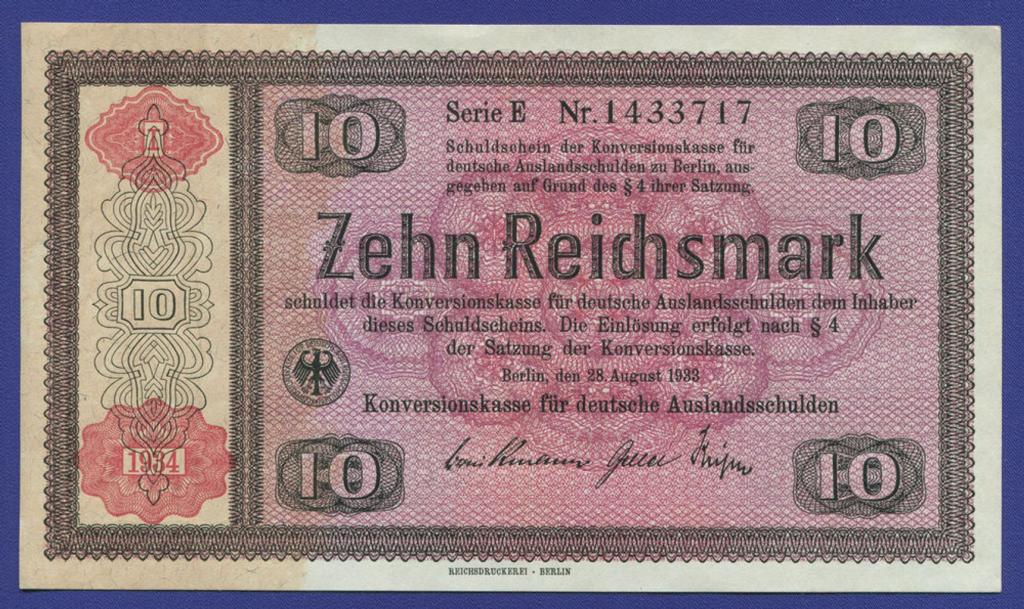 10
Serie E Nr. 1433717
10
Schuldschein der Konversionskasse für
deutsche Auslandsschulden zu Berlin, aus-
gegeben auf Grund des § 4 ihrer Satzung.
Zehn Reichsmark
schuldet die Konversionskasse für deutsche Auslandsschulden dem Inhaber
dieses Schuldscheins. Die Einlösung erfolgt nach § 4
der Satzung der Konversionskasse.
Berlin, den 28. August 1933
Konversionskasse für deutsche Auslandsschulden
10
10
10
1934
REICHSDRUCKEREI - BERLIN